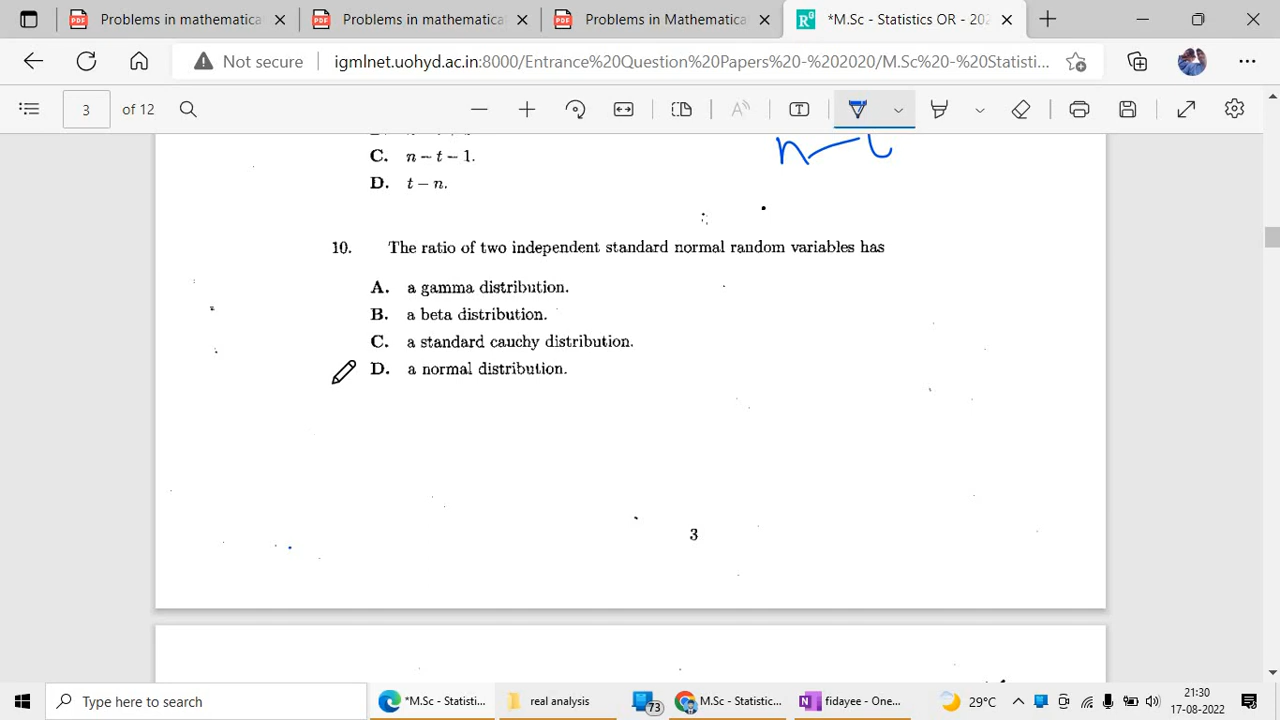 Problems in mathematica
Problems in mathematica
Problems in Mathematica
*M.Sc - Statistics OR - 202
Not secure
igmlnet.uohyd.ac.in:8000/Entrance%20Question%20Papers%20-%202020/M.Sc%20-%20Statisti...
3 of 12
C. n − t − 1.
n-t
D. t − n.
10. The ratio of two independent standard normal random variables has
A. a gamma distribution.
B. a beta distribution.
C. a standard cauchy distribution.
D. a normal distribution.
3
Type here to search
*M.Sc - Statisti...
real analysis
73
M.Sc - Statistic...
fidayee - One...
29°C
21:30
17-08-2022